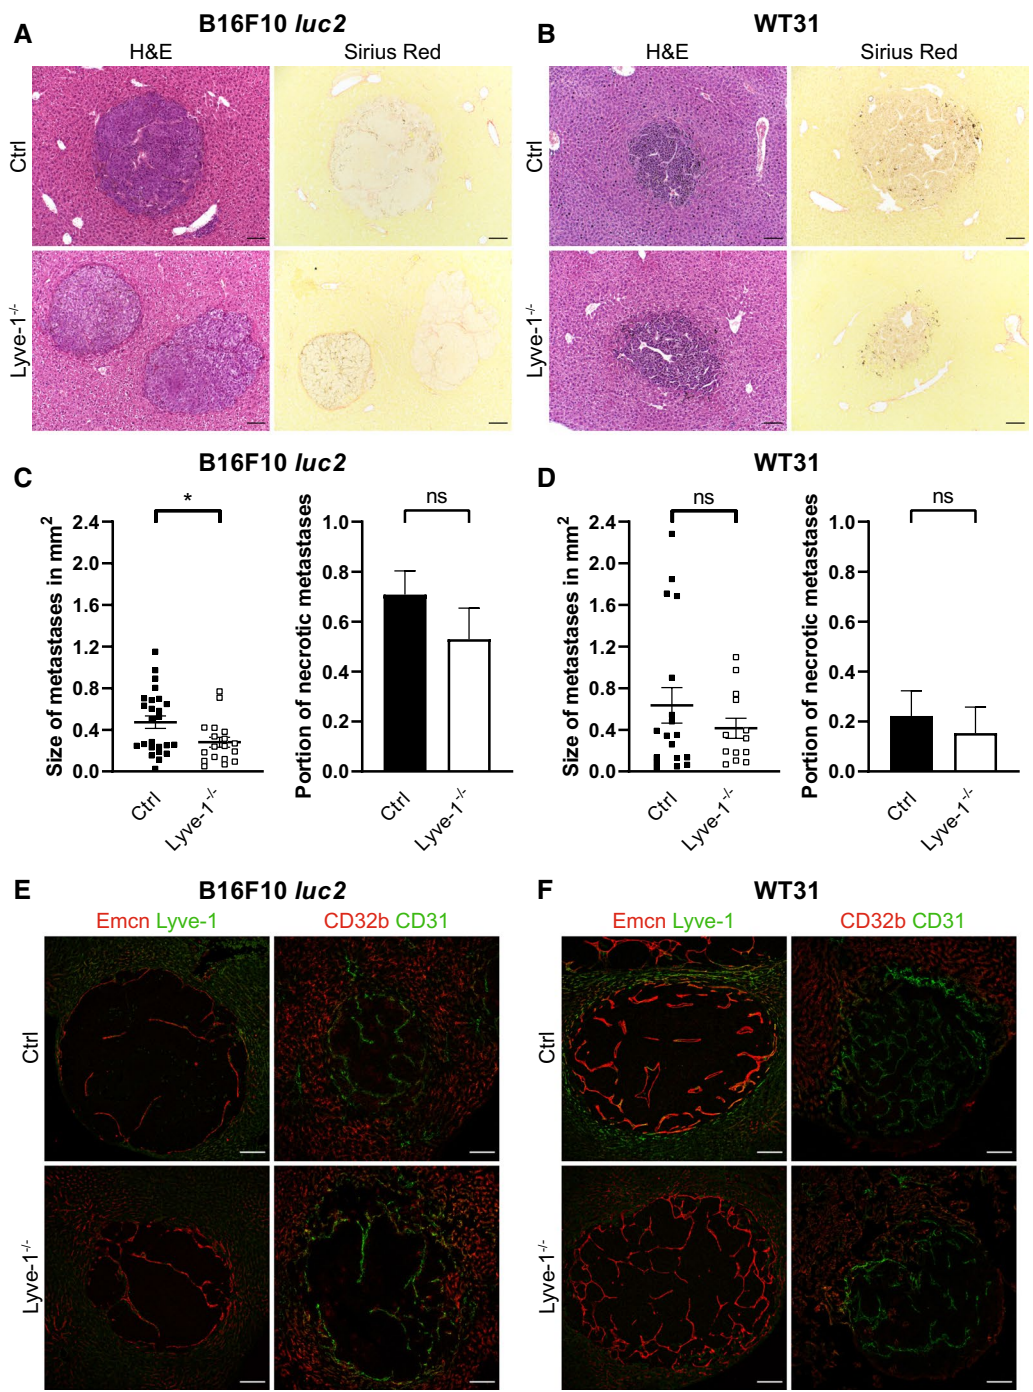 A
B16F10 luc2
H&E
Sirius Red
Ctrl
Lyve-1-/-
B
WT31
H&E
Sirius Red
Ctrl
Lyve-1-/-
C
B16F10 luc2
Size of metastases in mm2
2.4
2.0
1.6
1.2
0.8
0.4
0.0
*
Ctrl
Lyve-1-/-
Portion of necrotic metastases
1.0
0.8
0.6
0.4
0.2
0.0
ns
Ctrl
Lyve-1-/-
D
WT31
Size of metastases in mm2
2.4
2.0
1.6
1.2
0.8
0.4
0.0
ns
Ctrl
Lyve-1-/-
Portion of necrotic metastases
1.0
0.8
0.6
0.4
0.2
0.0
ns
Ctrl
Lyve-1-/-
E
B16F10 luc2
Emcn Lyve-1
CD32b CD31
Ctrl
Lyve-1-/-
F
WT31
Emcn Lyve-1
CD32b CD31
Ctrl
Lyve-1-/-